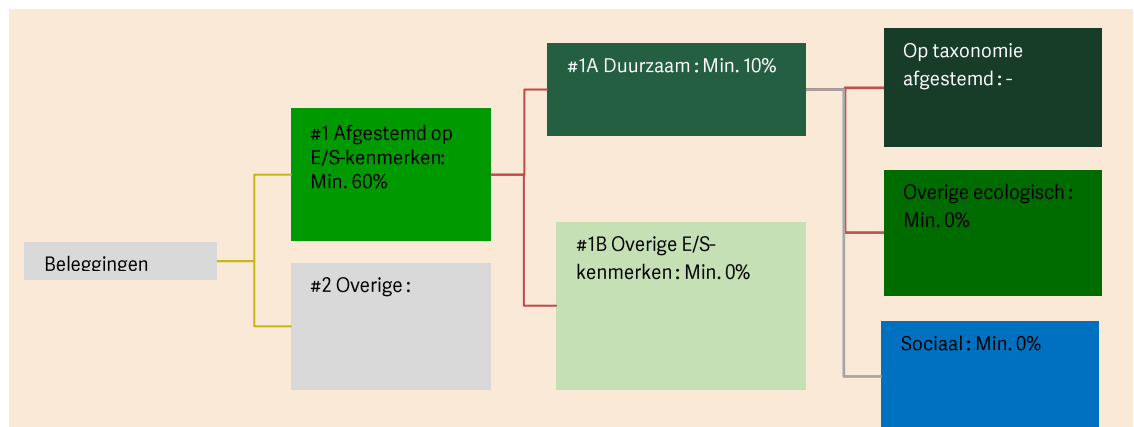 Beleggingen
#1 Afgestemd op
E/S-kenmerken:
Min. 60%
#2 Overige :
#1A Duurzaam : Min. 10%
#1B Overige E/S-
kenmerken : Min. 0%
Op taxonomie
afgestemd : -
Overige ecologisch :
Min. 0%
Sociaal : Min. 0%